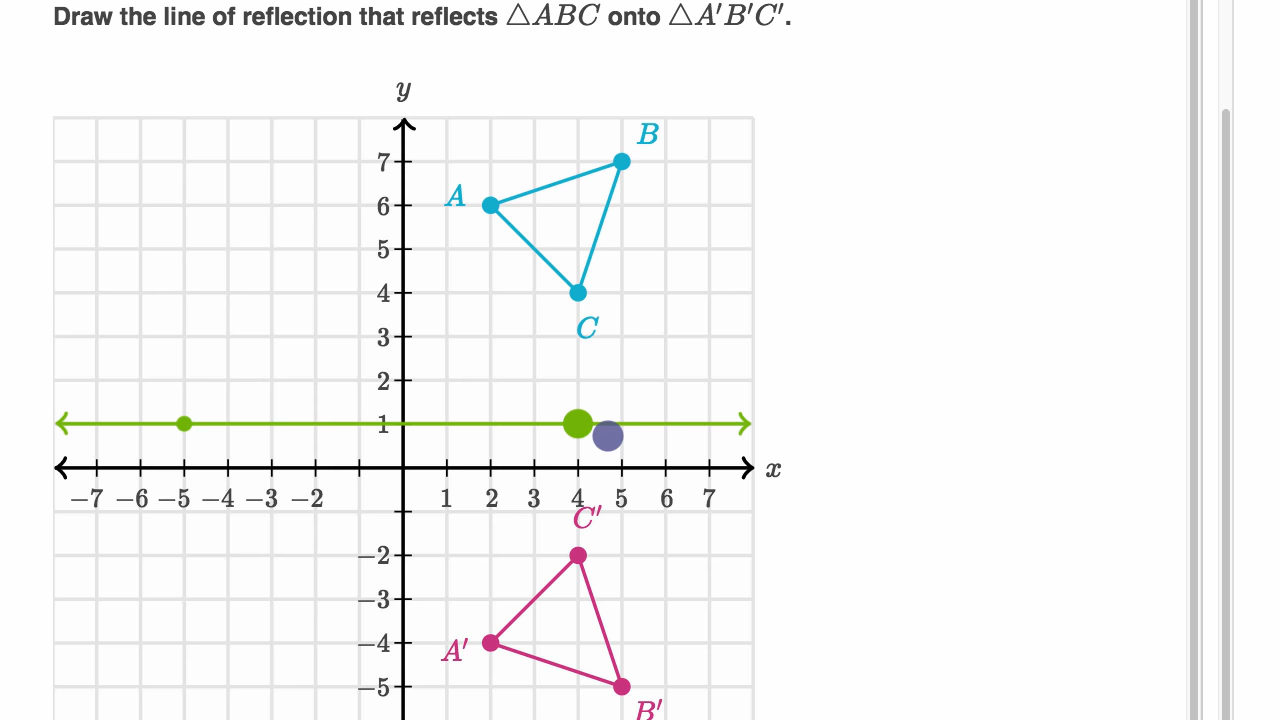 Draw the line of reflection that reflects △ABC onto △A′B′C′.
y
B
7
A
6
5
4
C
3
2
1
x
−7 −6 −5 −4 −3 −2 1 2 3 4 5 6 7
C′
−2
−3
−4
A′
−5
B′